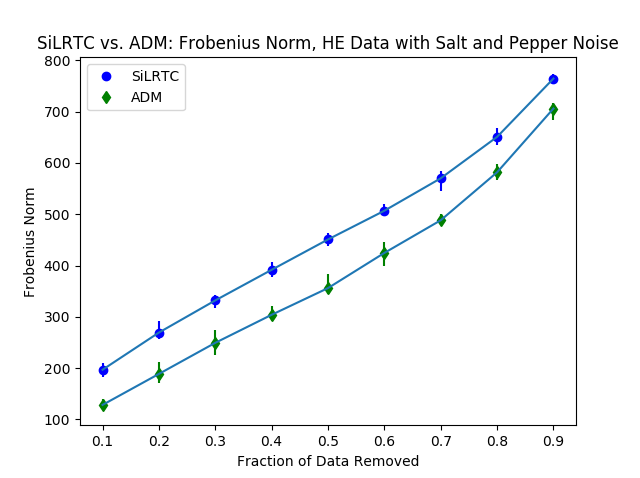 SiLRTC vs. ADM: Frobenius Norm, HE Data with Salt and Pepper Noise
SiLRTC
ADM
Frobenius Norm
800
700
600
500
400
300
200
100
0.1 0.2 0.3 0.4 0.5 0.6 0.7 0.8 0.9
Fraction of Data Removed